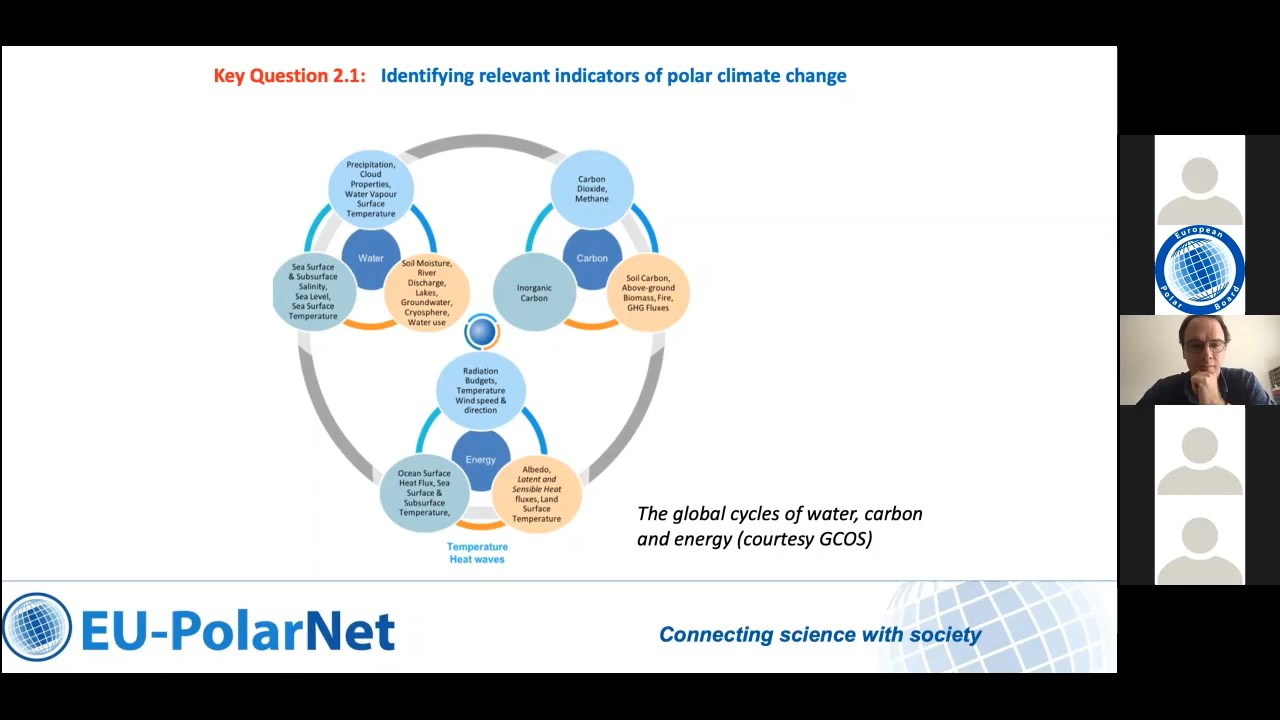 Key Question 2.1: Identifying relevant indicators of polar climate change
Precipitation,
Cloud
Properties,
Water Vapour
Surface
Temperature
Water
Sea Surface
& Subsurface
Salinity,
Sea Level,
Sea Surface
Temperature
Soil Moisture,
River
Discharge,
Lakes,
Groundwater,
Cryosphere,
Water use
Carbon
Dioxide,
Methane
Carbon
Inorganic
Carbon
Soil Carbon,
Above-ground
Biomass, Fire,
GHG Fluxes
Radiation
Budgets,
Temperature
Wind speed &
direction
Energy
Ocean Surface
Heat Flux, Sea
Surface &
Subsurface
Temperature,
Albedo,
Latent and
Sensible Heat
fluxes, Land
Surface
Temperature
Temperature
Heat waves
The global cycles of water, carbon
and energy (courtesy GCOS)
EU-PolarNet
Connecting science with society
European
Polar Board